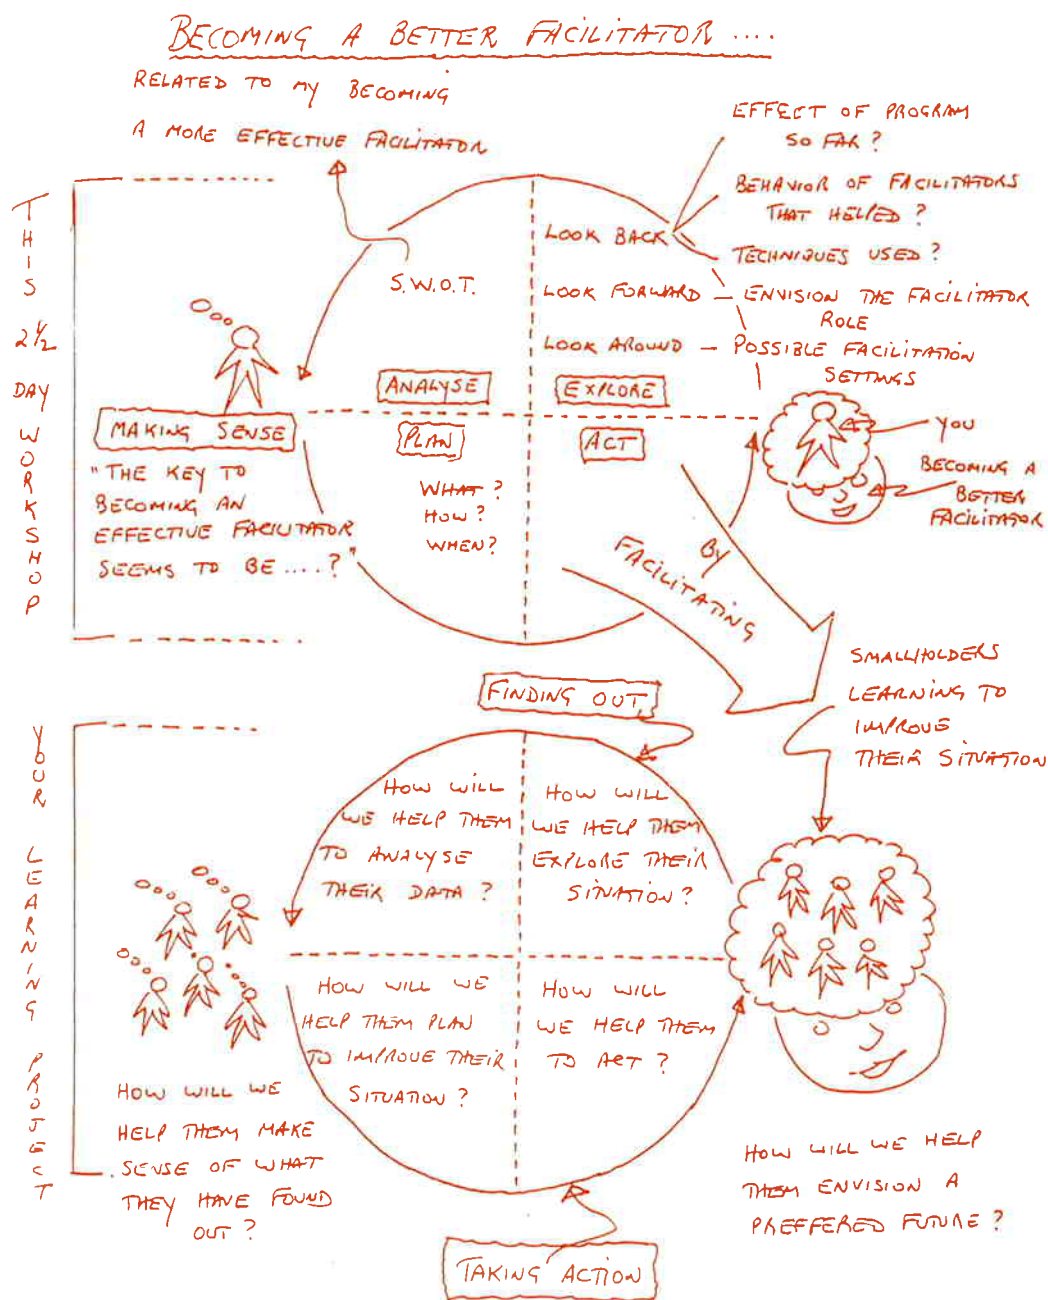 BECOMING A BETTER FACILITATOR ....
RELATED TO MY BECOMING
A MORE EFFECTIVE FACILITATOR
THIS 2½ DAY WORKSHOP
EFFECT OF PROGRAM
SO FAR?
BEHAVIOR OF FACILITATORS
THAT HELPED?
TECHNIQUES USED?
LOOK BACK
LOOK FORWARD – ENVISION THE FACILITATOR
ROLE
LOOK AROUND – POSSIBLE FACILITATION
SETTINGS
S.W.O.T.
ANALYSE
EXPLORE
MAKING SENSE
PLAN
ACT
"THE KEY TO
BECOMING AN
EFFECTIVE FACILITATOR
SEEMS TO BE ....?"
WHAT?
HOW?
WHEN?
YOU
BECOMING A
BETTER
FACILITATOR
BY
FACILITATING
SMALLHOLDERS
LEARNING TO
IMPROVE
THEIR SITUATION
FINDING OUT
YOUR LEARNING PROJECT
HOW WILL
WE HELP THEM
TO ANALYSE
THEIR DATA?
HOW WILL
WE HELP THEM
EXPLORE THEIR
SITUATION?
HOW WILL WE
HELP THEM PLAN
TO IMPROVE THEIR
SITUATION?
HOW WILL
WE HELP THEM
TO ACT?
HOW WILL WE
HELP THEM MAKE
SENSE OF WHAT
THEY HAVE FOUND
OUT?
HOW WILL WE HELP
THEM ENVISION A
PREFFERED FUTURE?
TAKING ACTION